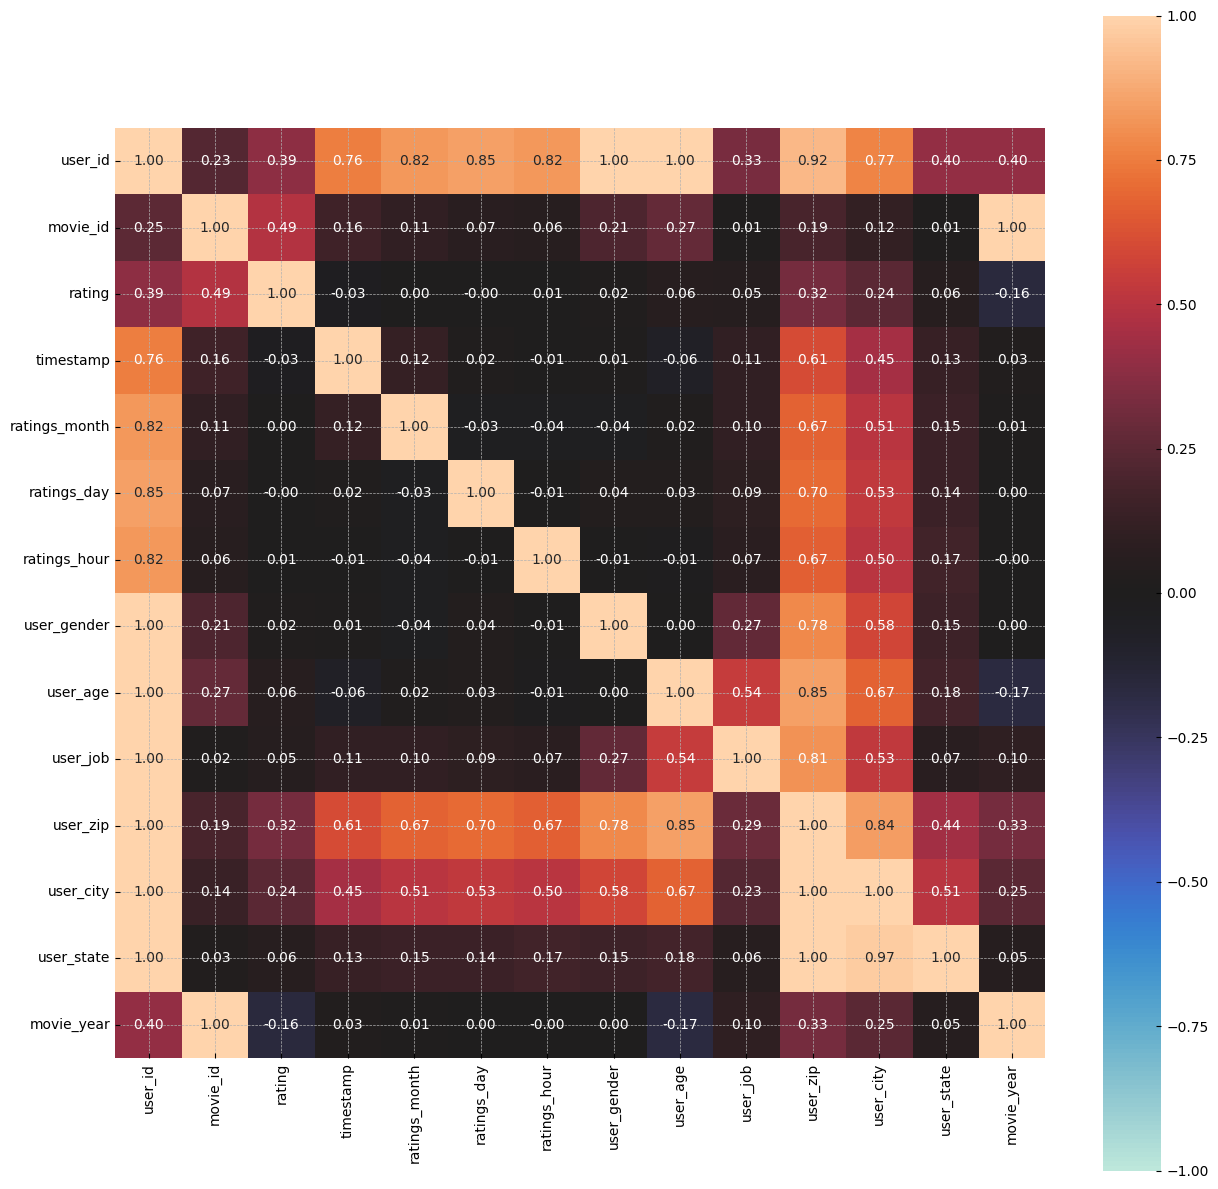 1.00
user_id 1.00 0.23 0.39 0.76 0.82 0.85 0.82 1.00 1.00 0.33 0.92 0.77 0.40 0.40
0.75
movie_id 0.25 1.00 0.49 0.16 0.11 0.07 0.06 0.21 0.27 0.01 0.19 0.12 0.01 1.00
rating 0.39 0.49 1.00 -0.03 0.00 -0.00 0.01 0.02 0.06 0.05 0.32 0.24 0.06 -0.16
0.50
timestamp 0.76 0.16 -0.03 1.00 0.12 0.02 -0.01 0.01 -0.06 0.11 0.61 0.45 0.13 0.03
ratings_month 0.82 0.11 0.00 0.12 1.00 -0.03 -0.04 -0.04 0.02 0.10 0.67 0.51 0.15 0.01
0.25
ratings_day 0.85 0.07 -0.00 0.02 -0.03 1.00 -0.01 0.04 0.03 0.09 0.70 0.53 0.14 0.00
ratings_hour 0.82 0.06 0.01 -0.01 -0.04 -0.01 1.00 -0.01 -0.01 0.07 0.67 0.50 0.17 -0.00
0.00
user_gender 1.00 0.21 0.02 0.01 -0.04 0.04 -0.01 1.00 0.00 0.27 0.78 0.58 0.15 0.00
user_age 1.00 0.27 0.06 -0.06 0.02 0.03 -0.01 0.00 1.00 0.54 0.85 0.67 0.18 -0.17
−0.25
user_job 1.00 0.02 0.05 0.11 0.10 0.09 0.07 0.27 0.54 1.00 0.81 0.53 0.07 0.10
user_zip 1.00 0.19 0.32 0.61 0.67 0.70 0.67 0.78 0.85 0.29 1.00 0.84 0.44 0.33
−0.50
user_city 1.00 0.14 0.24 0.45 0.51 0.53 0.50 0.58 0.67 0.23 1.00 1.00 0.51 0.25
user_state 1.00 0.03 0.06 0.13 0.15 0.14 0.17 0.15 0.18 0.06 1.00 0.97 1.00 0.05
−0.75
movie_year 0.40 1.00 -0.16 0.03 0.01 0.00 -0.00 0.00 -0.17 0.10 0.33 0.25 0.05 1.00
user_id
movie_id
rating
timestamp
ratings_month
ratings_day
ratings_hour
user_gender
user_age
user_job
user_zip
user_city
user_state
movie_year
−1.00